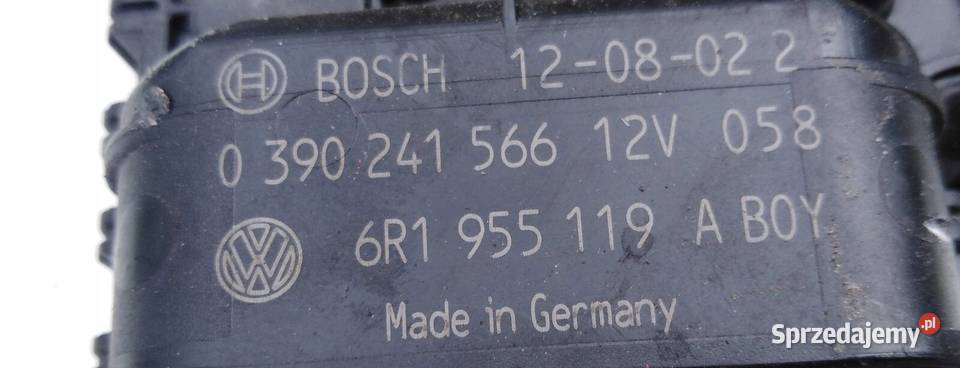 BOSCH 12-08-02 2
0 390 241 566 12V 058
6R1 955 119 A BOY
Made in Germany
Sprzedajemy.pl